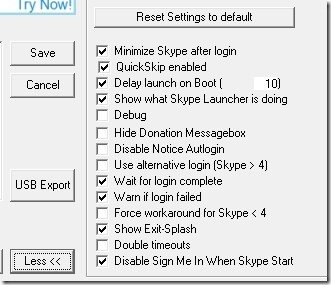 Try Now!
Reset Settings to default
Save
Cancel
USB Export
Less <<
Minimize Skype after login
QuickSkip enabled
Delay launch on Boot ( 10)
Show what Skype Launcher is doing
Debug
Hide Donation Messagebox
Disable Notice Autlogin
Use alternative login (Skype > 4)
Wait for login complete
Warn if login failed
Force workaround for Skype < 4
Show Exit-Splash
Double timeouts
Disable Sign Me In When Skype Start